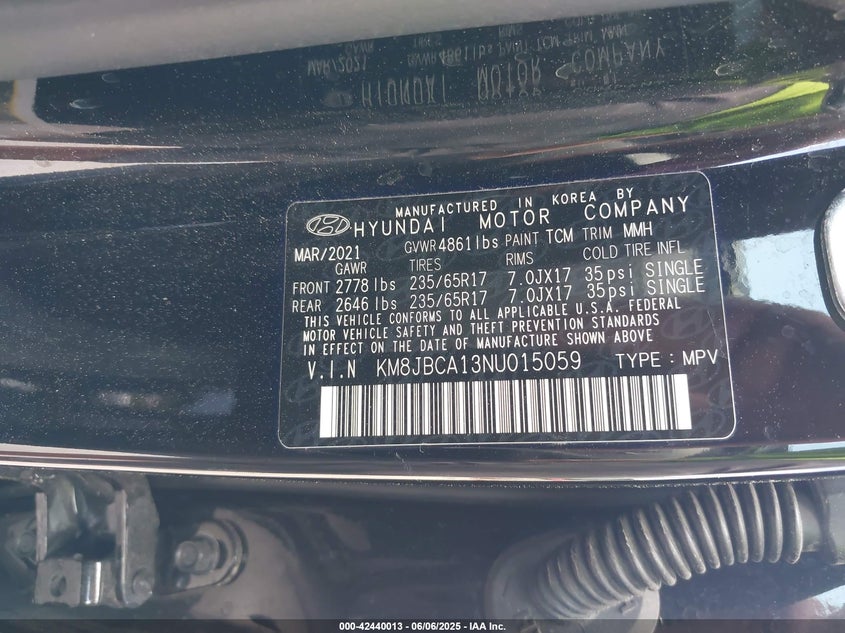 MANUFACTURED IN KOREA BY
HYUNDAI MOTOR COMPANY
MAR/2021 GVWR 4861 lbs PAINT TCM TRIM MMH
GAWR TIRES RIMS COLD TIRE INFL
FRONT 2778 lbs 235/65R17 7.0JX17 35psi SINGLE
REAR 2646 lbs 235/65R17 7.0JX17 35psi SINGLE
THIS VEHICLE CONFORMS TO ALL APPLICABLE U.S.A. FEDERAL
MOTOR VEHICLE SAFETY AND THEFT PREVENTION STANDARDS
IN EFFECT ON THE DATE OF MANUFACTURE SHOWN ABOVE.
V.I.N KM8JBCA13NU015059 TYPE : MPV
000-42440013 - 06/06/2025 - IAA Inc.